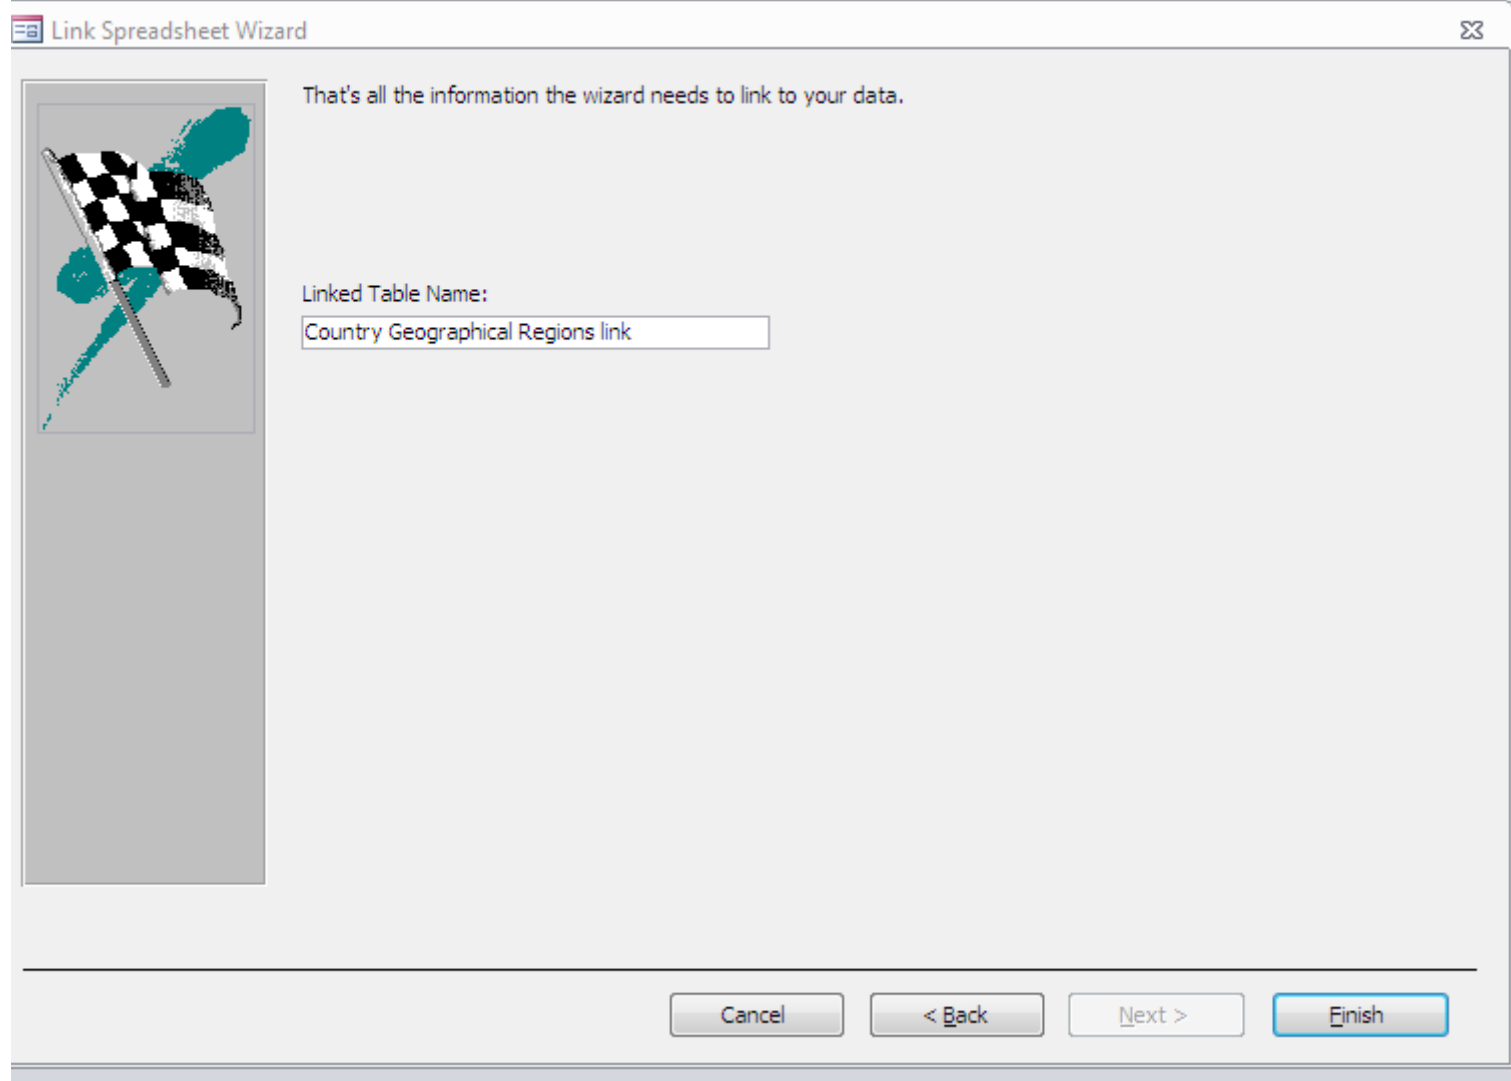 Link Spreadsheet Wizard
That's all the information the wizard needs to link to your data.
Linked Table Name:
Country Geographical Regions link
Cancel
< Back
Next >
Finish